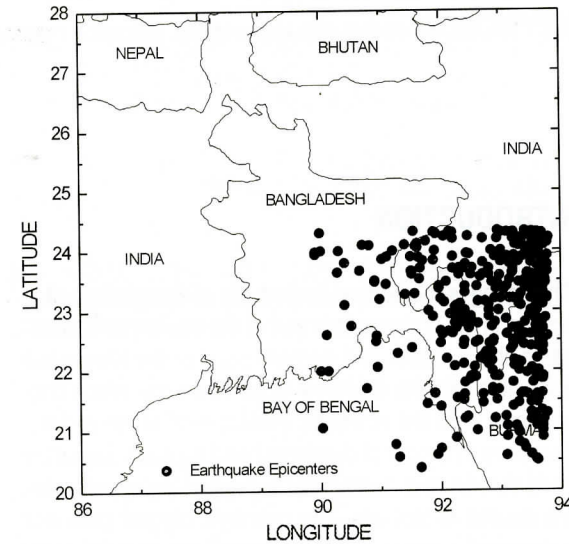 28
27
26
25
24
23
22
21
20
LATITUDE
NEPAL
BHUTAN
INDIA
BANGLADESH
INDIA
BAY OF BENGAL
BURMA
Earthquake Epicenters
86 88 90 92 94
LONGITUDE